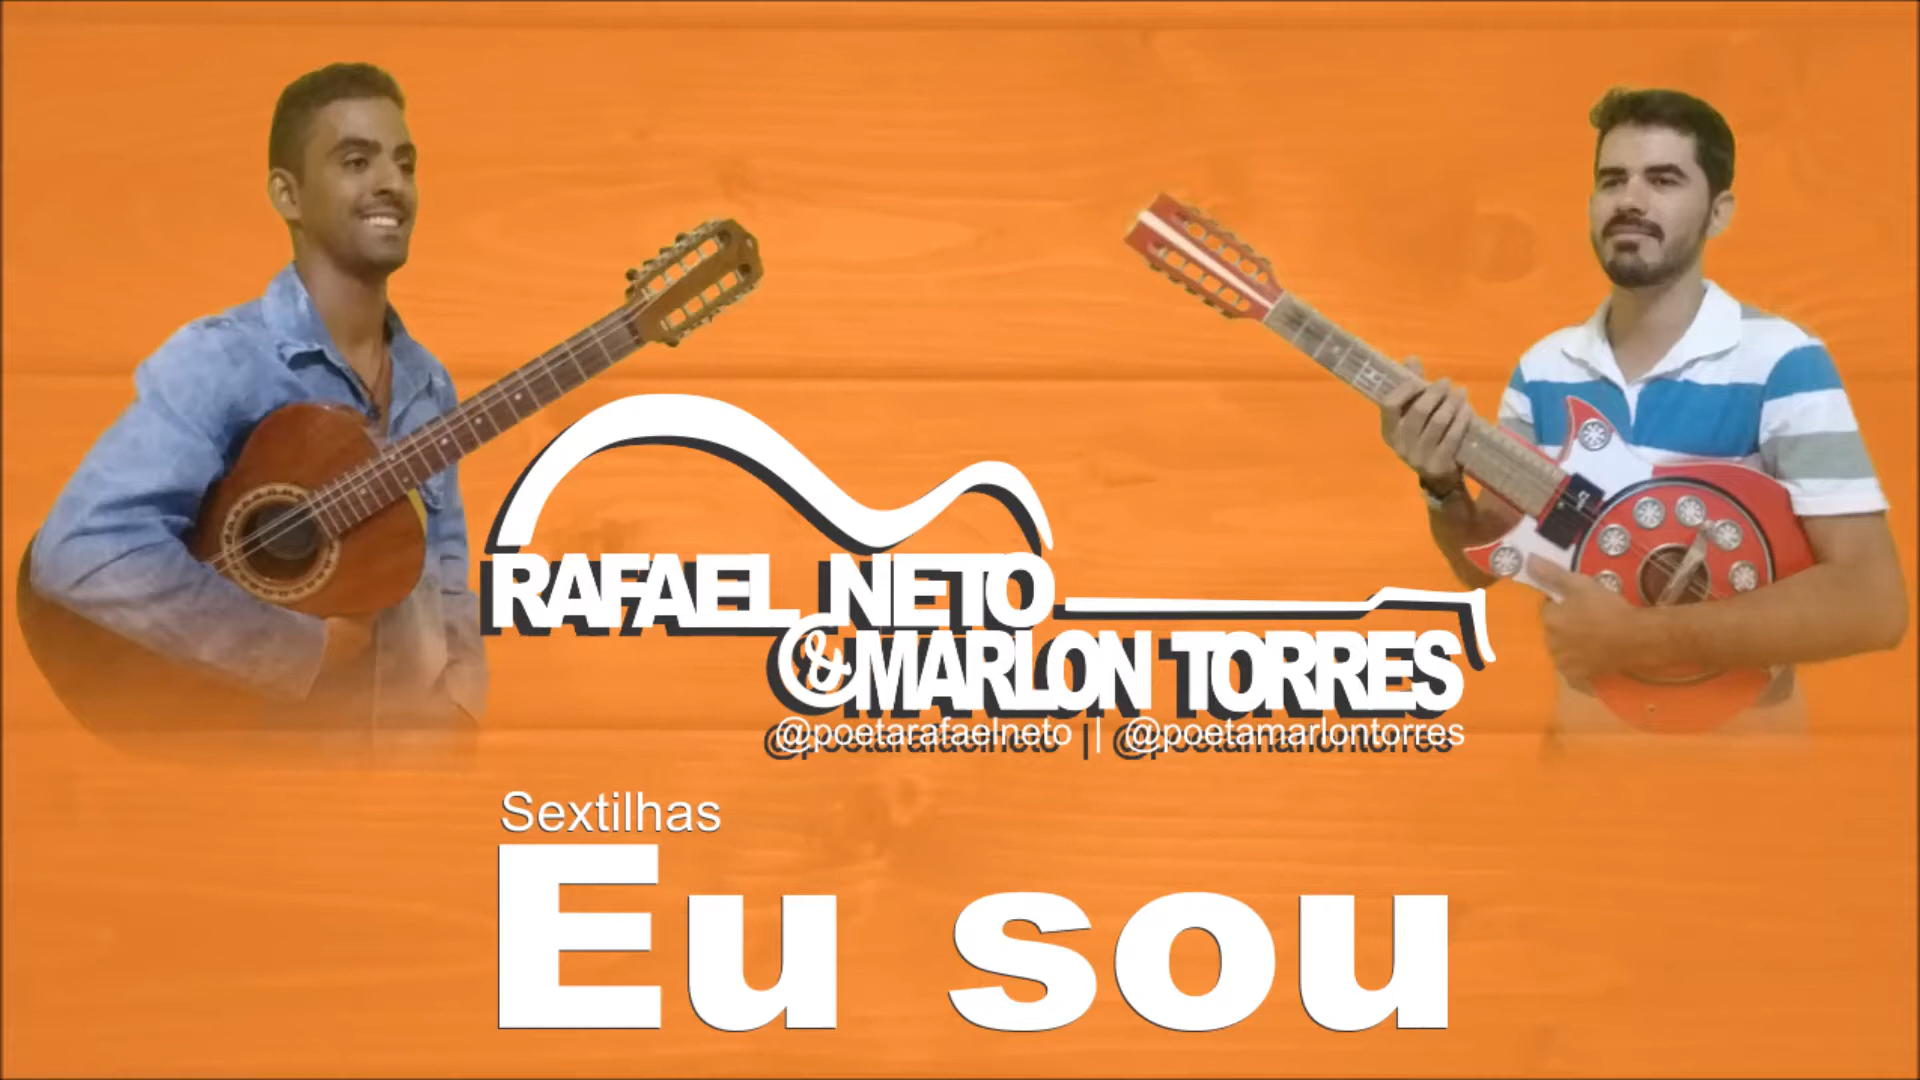 RAFAEL NETO
& MARLON TORRES
@poetarafaelneto || @poetamarlontorres
Sextilhas
Eu sou